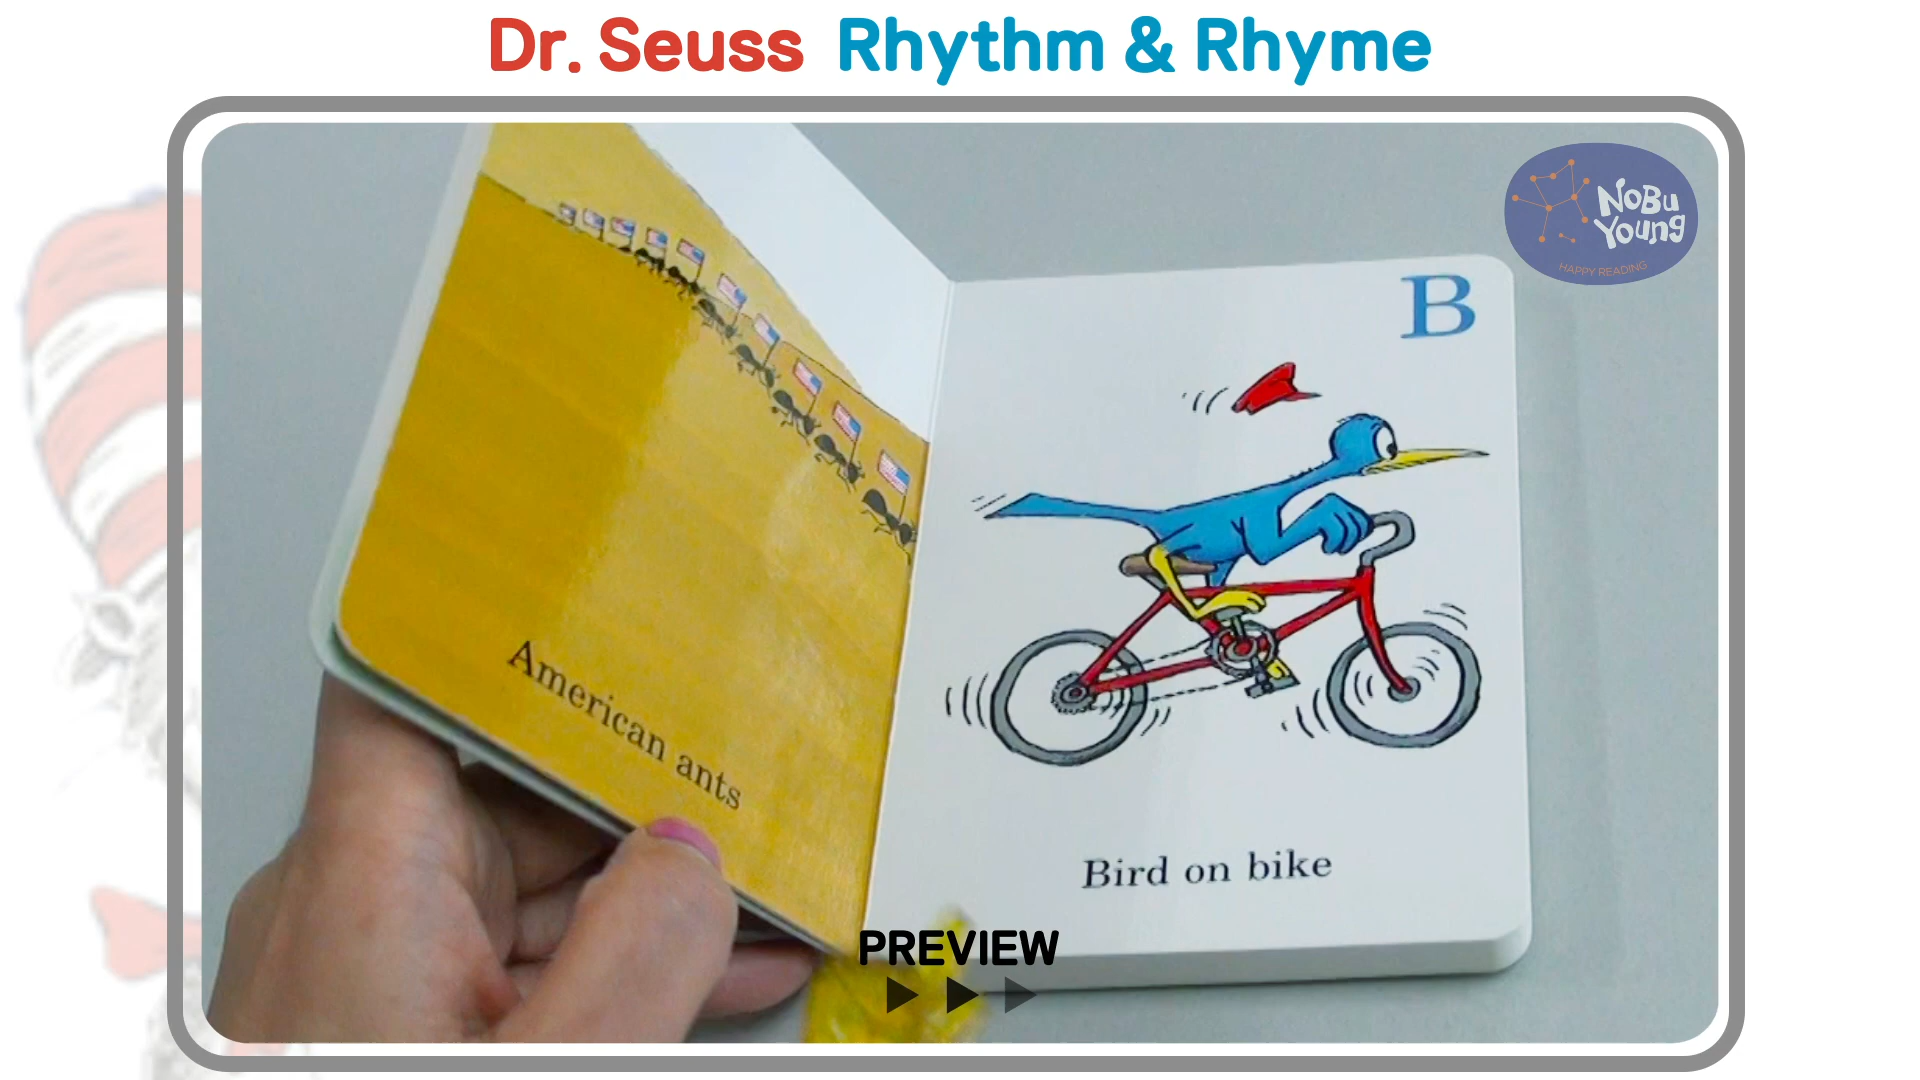 Dr. Seuss Rhythm & Rhyme
NoBu
Young
HAPPY READING
B
American ants
Bird on bike
PREVIEW